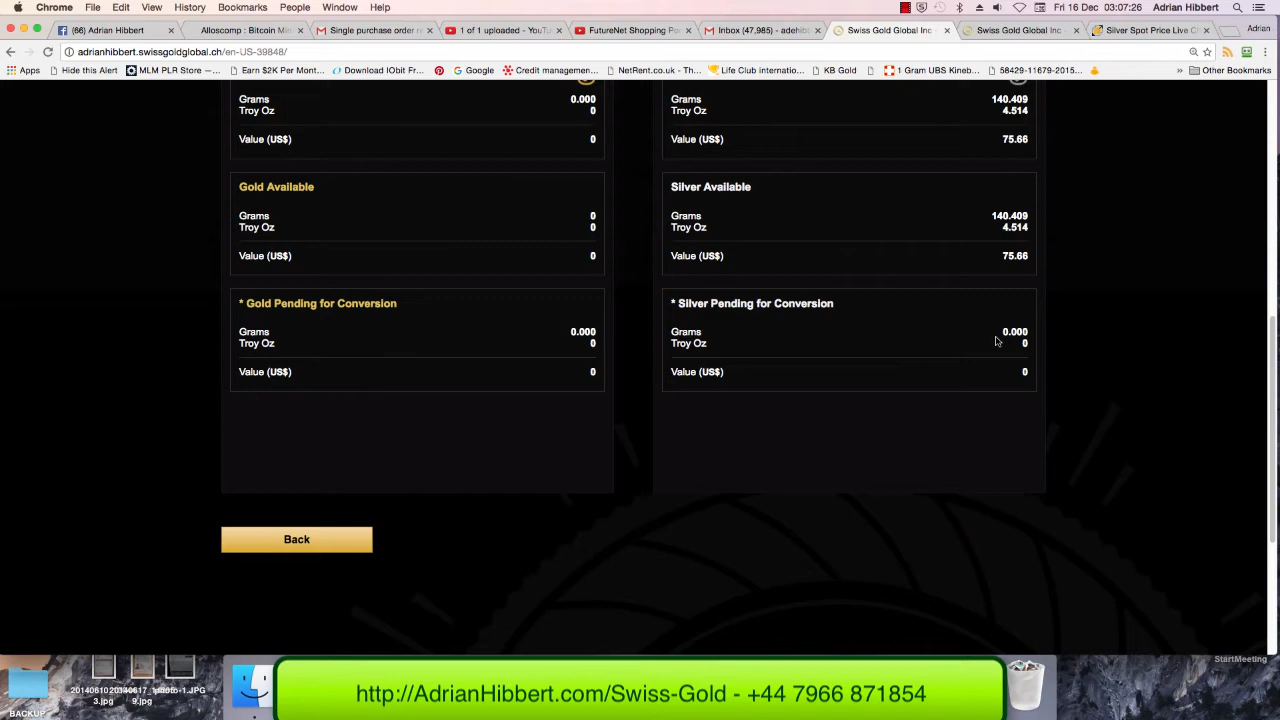 Chrome File Edit View History Bookmarks People Window Help Fri 16 Dec 03:07:26 Adrian Hibbert
(66) Adrian Hibbert Alloscomp : Bitcoin Mini Single purchase order re 1 of 1 uploaded - YouTu FutureNet Shopping Po Inbox (47,985) - adehib Swiss Gold Global Inc - Swiss Gold Global Inc - Silver Spot Price Live Ch Adrian
adrianhibbert.swissgoldglobal.ch/en-US-39848/
Apps Hide this Alert MLM PLR Store —... Earn $2K Per Mont... Download IObit Fr... Google Credit managemen... NetRent.co.uk - Th... Life Club internatio... KB Gold 1 Gram UBS Kineb... 58429-11679-2015... » Other Bookmarks
Grams 0.000
Troy Oz 0
Value (US$) 0
Gold Available
Grams 0
Troy Oz 0
Value (US$) 0
* Gold Pending for Conversion
Grams 0.000
Troy Oz 0
Value (US$) 0
Grams 140.409
Troy Oz 4.514
Value (US$) 75.66
Silver Available
Grams 140.409
Troy Oz 4.514
Value (US$) 75.66
* Silver Pending for Conversion
Grams 0.000
Troy Oz 0
Value (US$) 0
Back
StartMeeting
BACKUP
http://AdrianHibbert.com/Swiss-Gold - +44 7966 871854